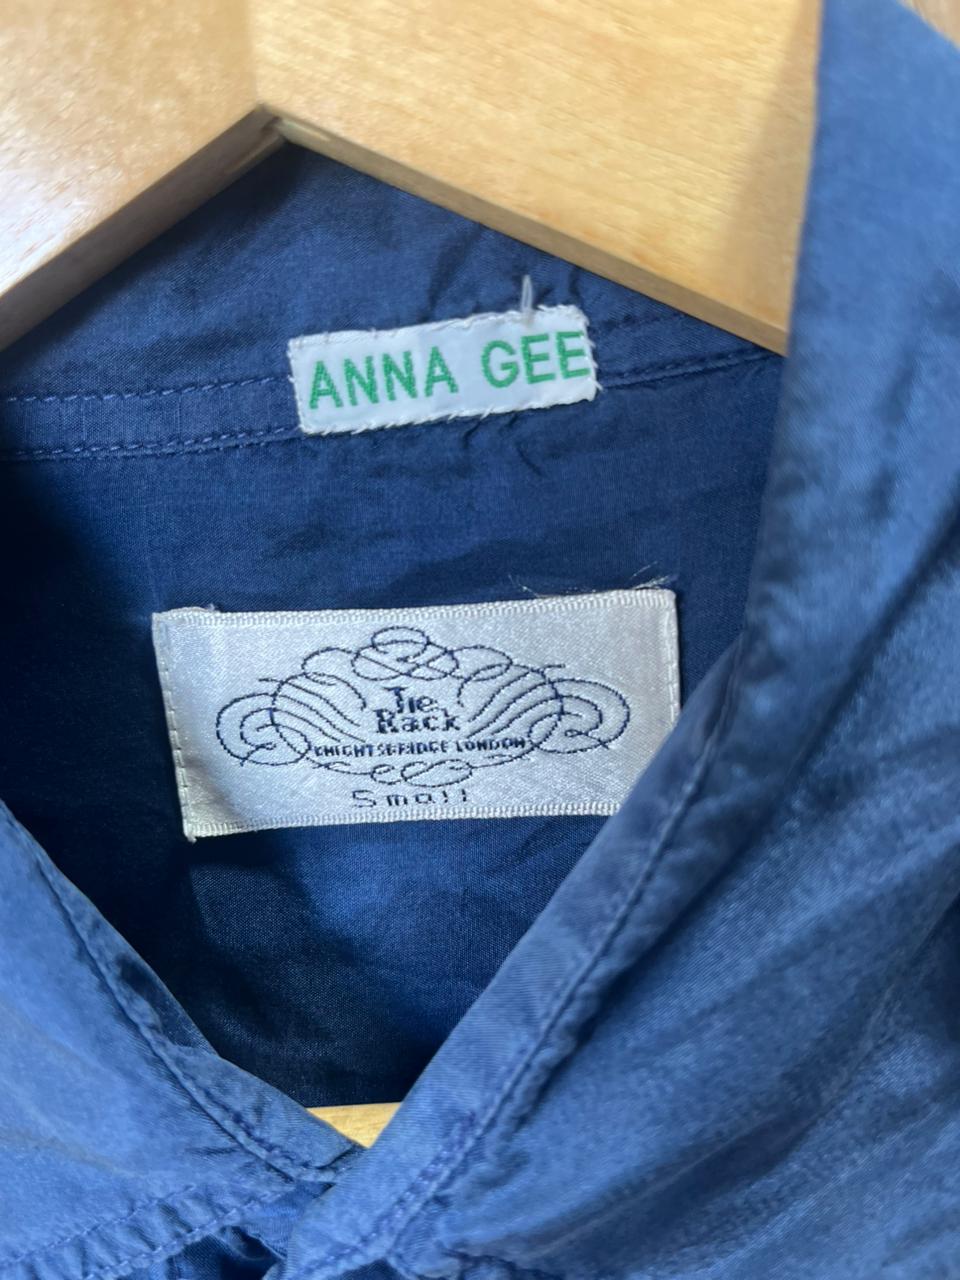 ANNA GEE
Tie
Rack
KNIGHTSBRIDGE LONDON
Small